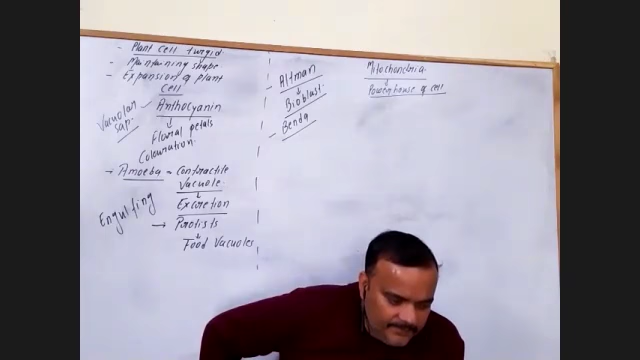 - Plant cell turgid.
- Maintaining shape
- Expansion of plant
cell
Vacuolar
sap.
Anthocyanin
↓
Floral petals
Colouration.
→ Amoeba - Contractile
Vacuole.
↓
Excretion
Engulfing → Protists
↓
Food Vacuoles
- Altman
↓
Bioblast.
- Benda
Mitochondria.
↓
Powerhouse of cell